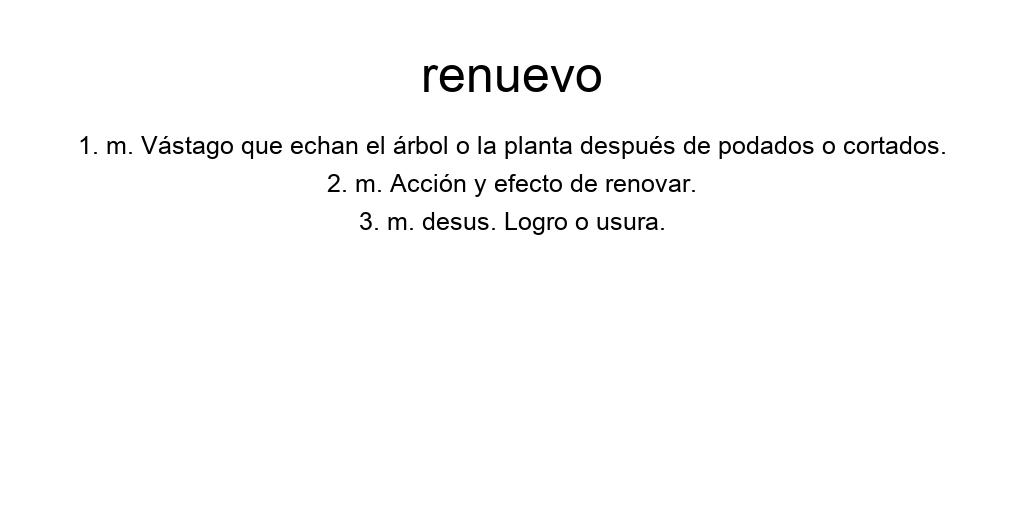 renuevo
1. m. Vástago que echan el árbol o la planta después de podados o cortados.
2. m. Acción y efecto de renovar.
3. m. desus. Logro o usura.